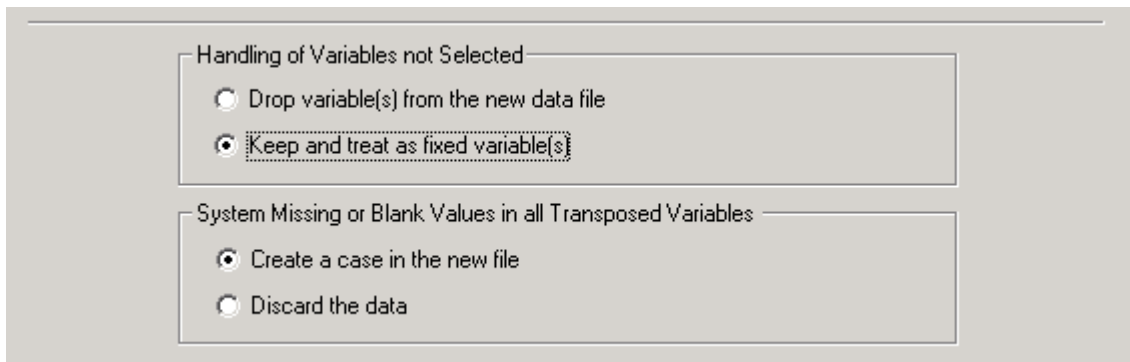 Handling of Variables not Selected
Drop variable(s) from the new data file
Keep and treat as fixed variable(s)
System Missing or Blank Values in all Transposed Variables
Create a case in the new file
Discard the data